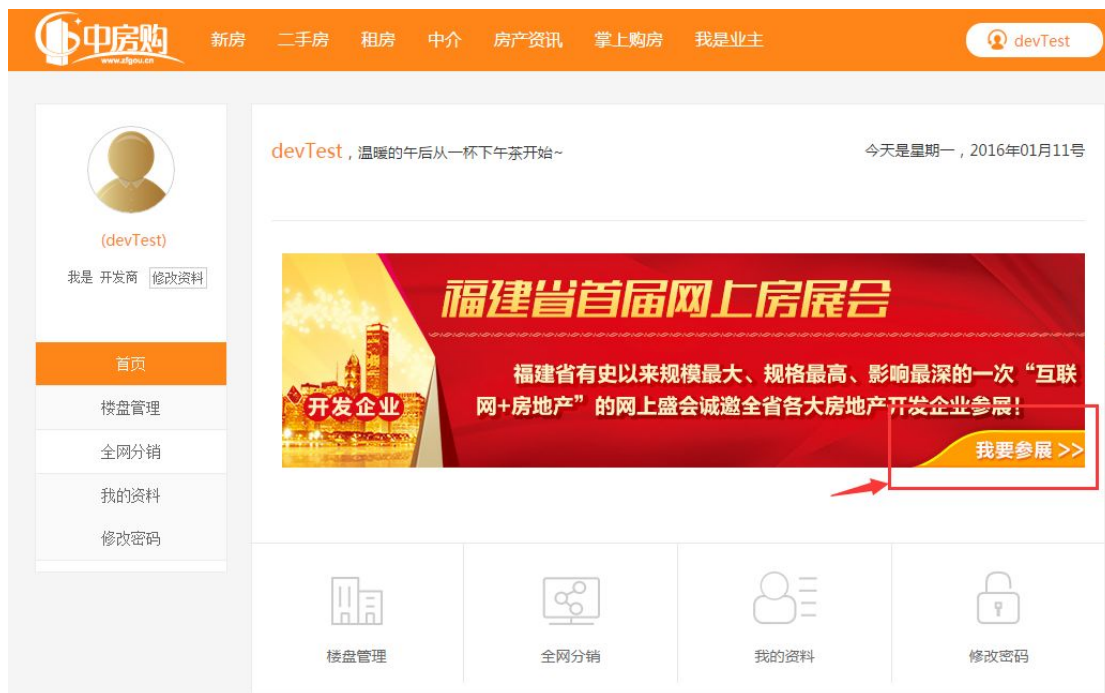 中房购
www.zfgou.cn
新房 二手房 租房 中介 房产资讯 掌上购房 我是业主
devTest
(devTest)
我是 开发商 修改资料
首页
楼盘管理
全网分销
我的资料
修改密码
devTest，温暖的午后从一杯下午茶开始~
今天是星期一，2016年01月11号
福建省首届网上房展会
开发企业
福建省有史以来规模最大、规格最高、影响最深的一次“互联
网+房地产”的网上盛会诚邀全省各大房地产开发企业参展！
我要参展 >>
楼盘管理
全网分销
我的资料
修改密码